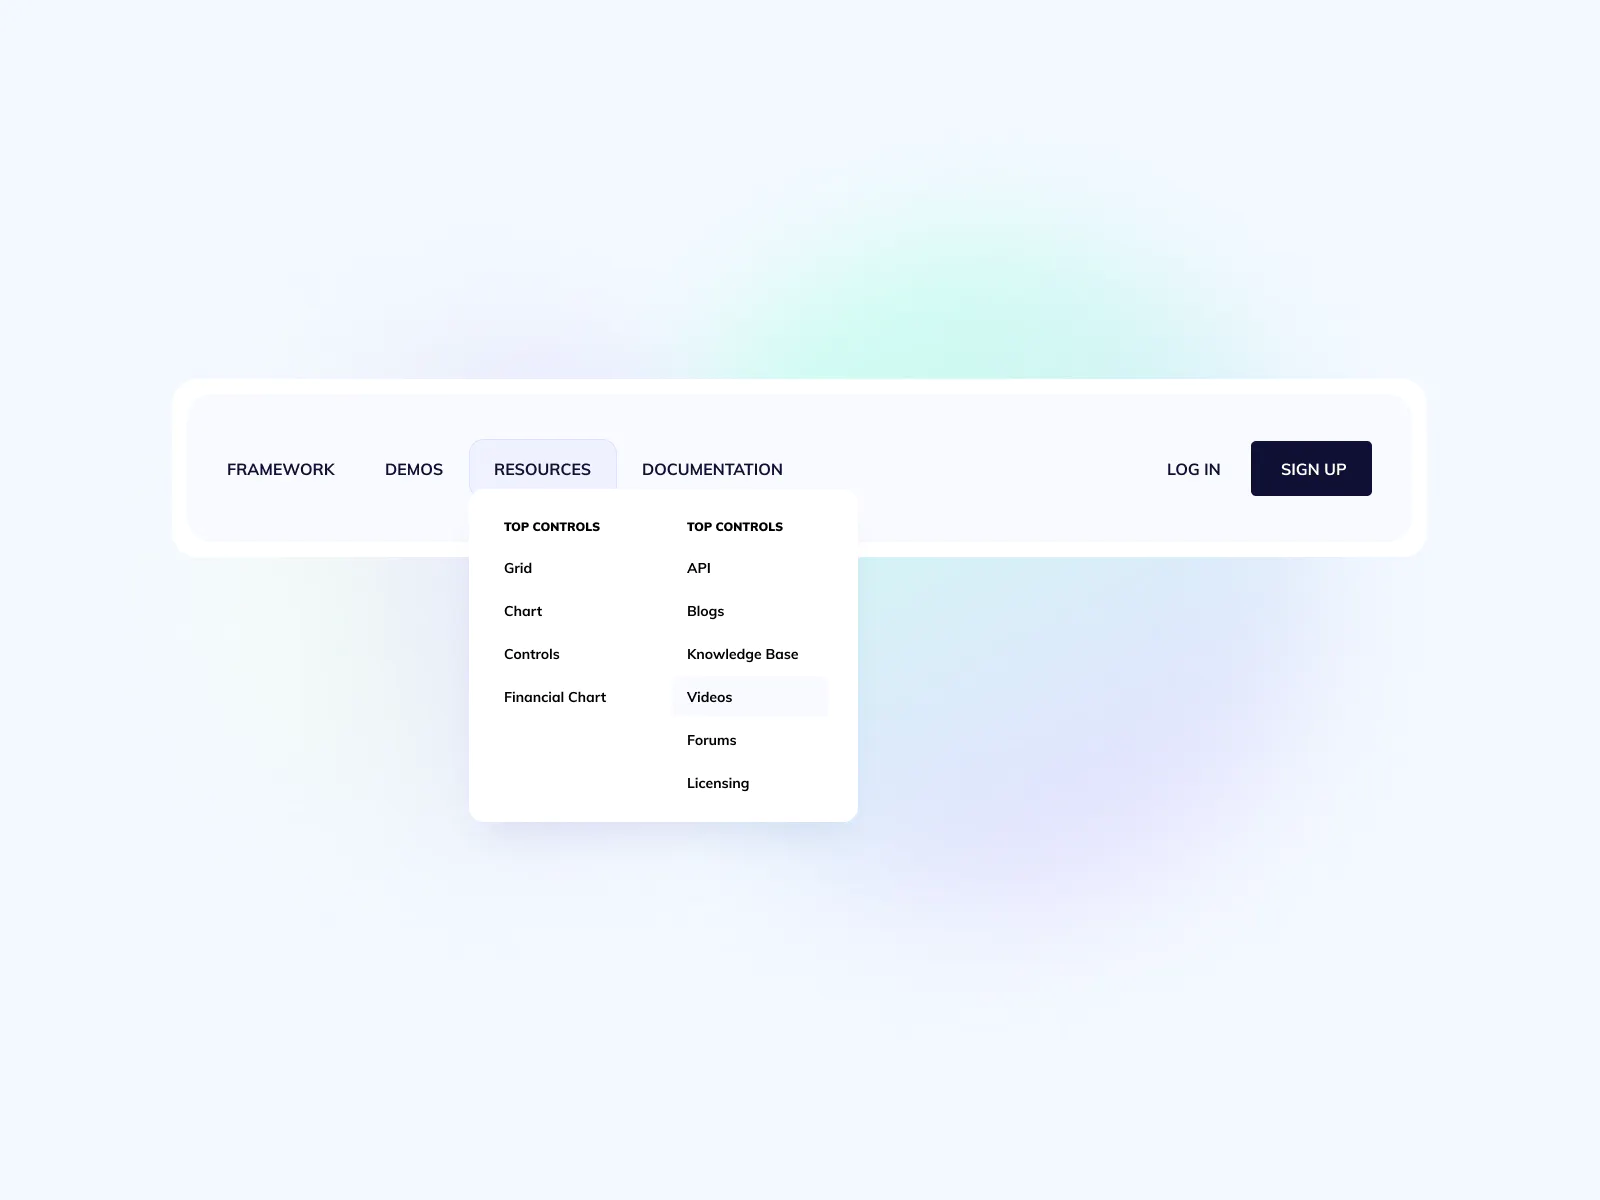 FRAMEWORK
DEMOS
RESOURCES
DOCUMENTATION
LOG IN
SIGN UP
TOP CONTROLS
Grid
Chart
Controls
Financial Chart
TOP CONTROLS
API
Blogs
Knowledge Base
Videos
Forums
Licensing